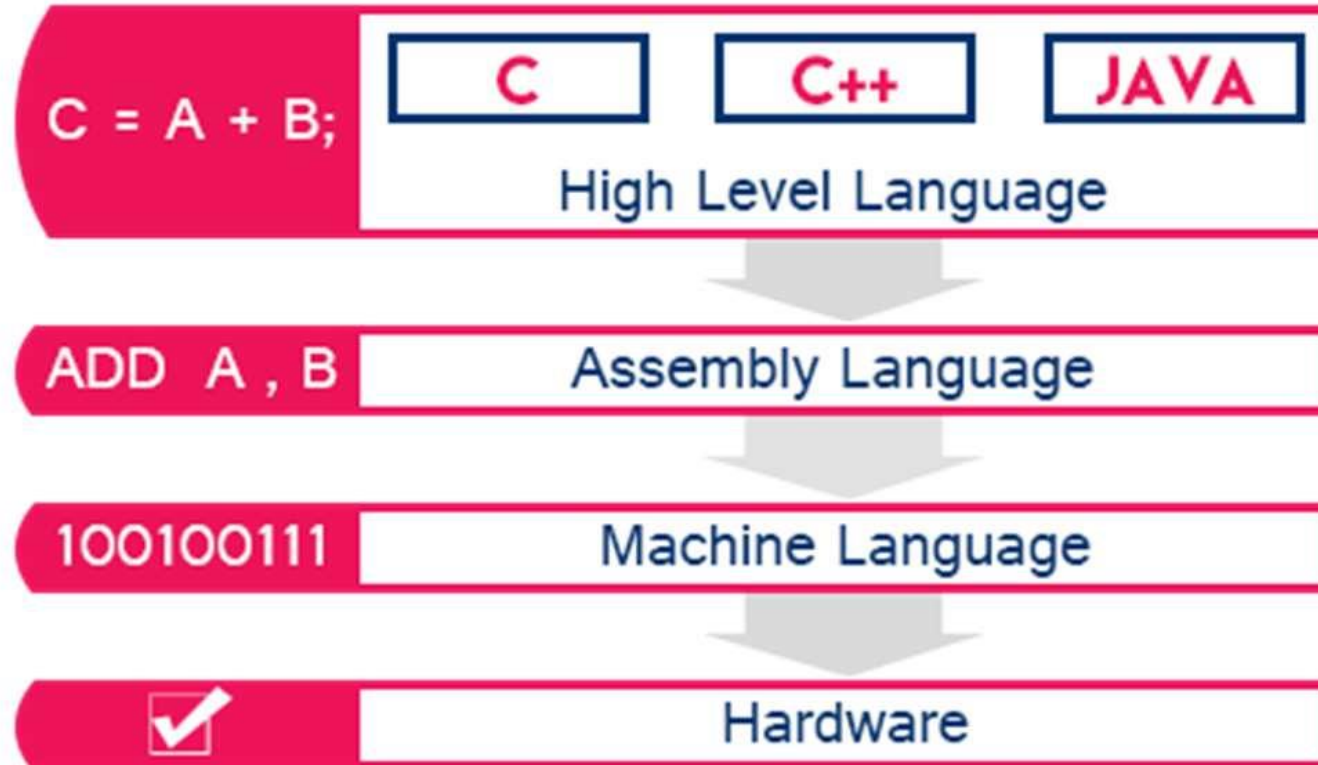 C = A + B;
C C++ JAVA
High Level Language
ADD A , B
Assembly Language
100100111
Machine Language
Hardware